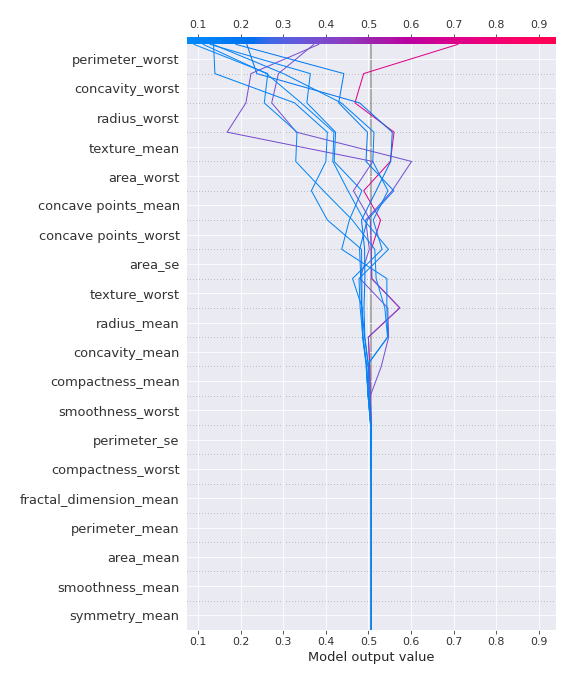 0.1 0.2 0.3 0.4 0.5 0.6 0.7 0.8 0.9
perimeter_worst
concavity_worst
radius_worst
texture_mean
area_worst
concave points_mean
concave points_worst
area_se
texture_worst
radius_mean
concavity_mean
compactness_mean
smoothness_worst
perimeter_se
compactness_worst
fractal_dimension_mean
perimeter_mean
area_mean
smoothness_mean
symmetry_mean
0.1 0.2 0.3 0.4 0.5 0.6 0.7 0.8 0.9
Model output value